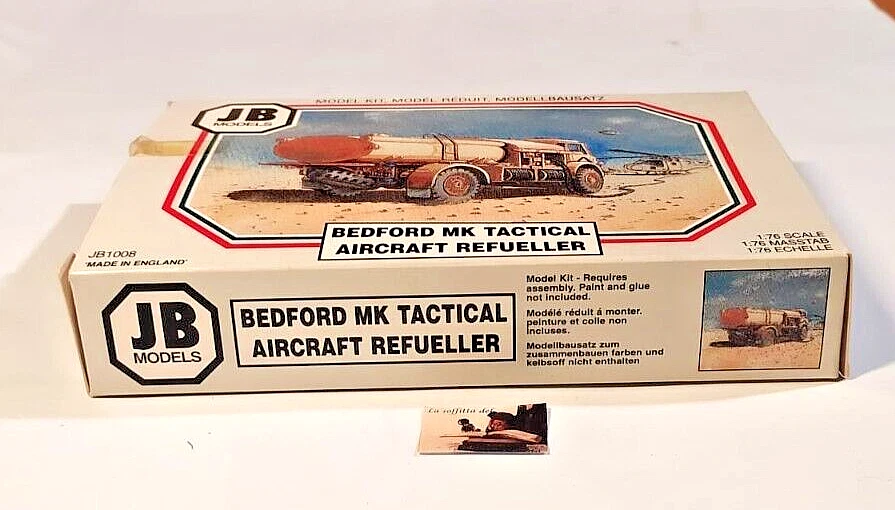 MODEL KIT, MODEL RÉDUIT, MODELLBAUSATZ
JB
MODELS
BEDFORD MK TACTICAL
AIRCRAFT REFUELLER
JB1008
'MADE IN ENGLAND'
1:76 SCALE
1:76 MASSTAB
1:76 ECHELLE
JB
MODELS
BEDFORD MK TACTICAL
AIRCRAFT REFUELLER
Model Kit - Requires
assembly. Paint and glue
not included.
Modélé réduit á monter.
peinture et colle non
incluses.
Modellbausatz zum
zusammenbauen farben und
kelbsoff nicht enthalten
La soffitta dei